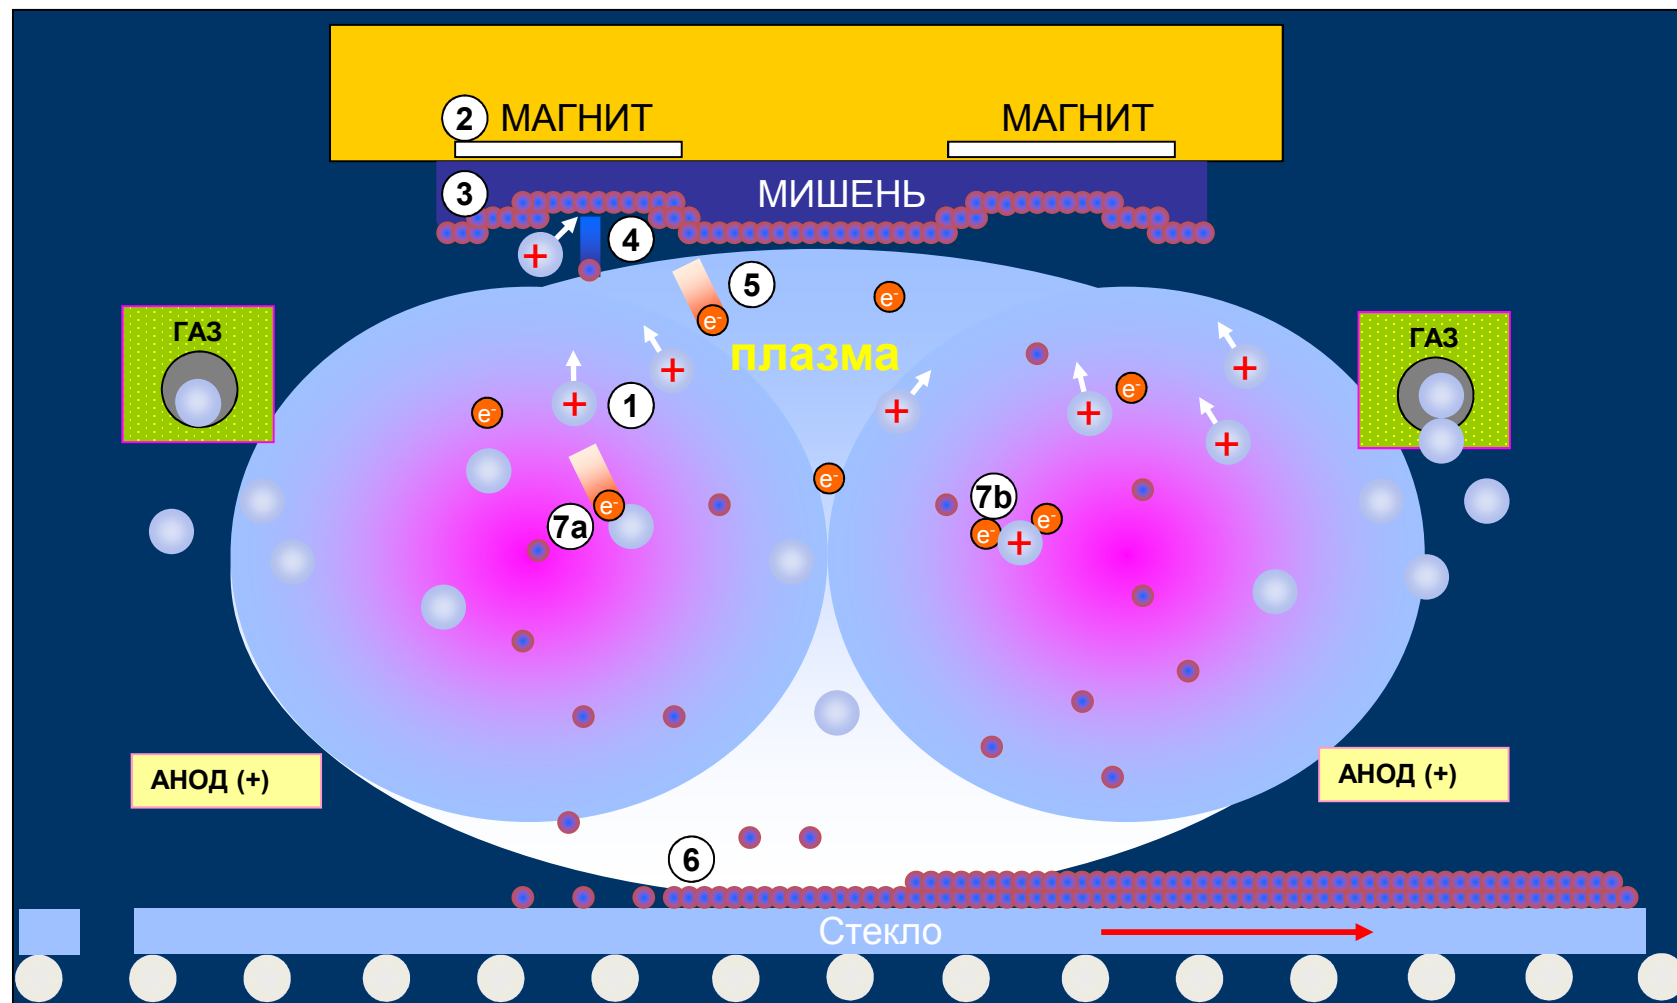 2 МАГНИТ МАГНИТ
3 МИШЕНЬ
+ 4
5 e-
e-
ГАЗ ГАЗ
плазма
e- + 1 +
+ + e- + +
e-
7a e-
7b e- + e-
АНОД (+) АНОД (+)
6
Стекло